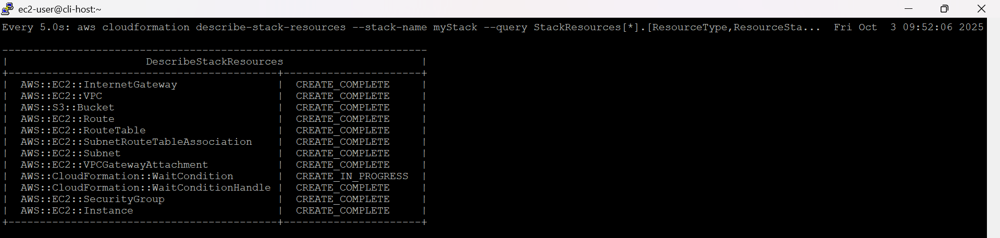 ec2-user@cli-host:~
Every 5.0s: aws cloudformation describe-stack-resources --stack-name myStack --query StackResources[*].[ResourceType,ResourceSta...  Fri Oct  3 09:52:06 2025
--------------------------------------------------------------------
|                      DescribeStackResources                      |
+-------------------------------------------+----------------------+
|  AWS::EC2::InternetGateway                |  CREATE_COMPLETE     |
|  AWS::EC2::VPC                            |  CREATE_COMPLETE     |
|  AWS::S3::Bucket                          |  CREATE_COMPLETE     |
|  AWS::EC2::Route                          |  CREATE_COMPLETE     |
|  AWS::EC2::RouteTable                     |  CREATE_COMPLETE     |
|  AWS::EC2::SubnetRouteTableAssociation    |  CREATE_COMPLETE     |
|  AWS::EC2::Subnet                         |  CREATE_COMPLETE     |
|  AWS::EC2::VPCGatewayAttachment           |  CREATE_COMPLETE     |
|  AWS::CloudFormation::WaitCondition       |  CREATE_IN_PROGRESS  |
|  AWS::CloudFormation::WaitConditionHandle |  CREATE_COMPLETE     |
|  AWS::EC2::SecurityGroup                  |  CREATE_COMPLETE     |
|  AWS::EC2::Instance                       |  CREATE_COMPLETE     |
+-------------------------------------------+----------------------+